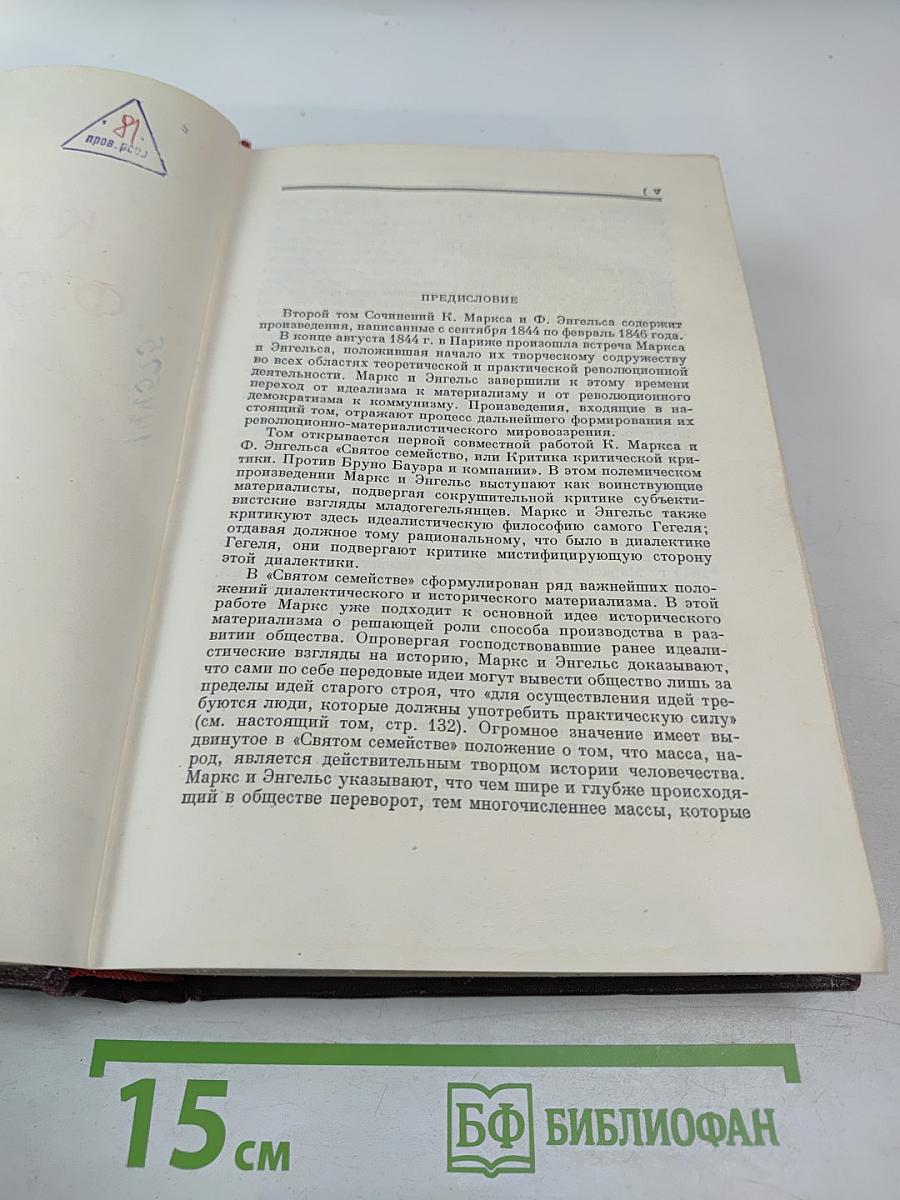 81
пров.
V
ПРЕДИСЛОВИЕ
Второй том Сочинений К. Маркса и Ф. Энгельса содержит
произведения, написанные с сентября 1844 по февраль 1846 года.
В конце августа 1844 г. в Париже произошла встреча Маркса
и Энгельса, положившая начало их творческому содружеству
во всех областях теоретической и практической революционной
деятельности. Маркс и Энгельс завершили к этому времени
переход от идеализма к материализму и от революционного
демократизма к коммунизму. Произведения, входящие в на-
стоящий том, отражают процесс дальнейшего формирования их
революционно-материалистического мировоззрения.
Том открывается первой совместной работой К. Маркса и
Ф. Энгельса «Святое семейство, или Критика критической кри-
тики. Против Бруно Бауэра и компании». В этом полемическом
произведении Маркс и Энгельс выступают как воинствующие
материалисты, подвергая сокрушительной критике субъекти-
вистские взгляды младогегельянцев. Маркс и Энгельс также
критикуют здесь идеалистическую философию самого Гегеля;
отдавая должное тому рациональному, что было в диалектике
Гегеля, они подвергают критике мистифицирующую сторону
этой диалектики.
В «Святом семействе» сформулирован ряд важнейших поло-
жений диалектического и исторического материализма. В этой
работе Маркс уже подходит к основной идее исторического
материализма о решающей роли способа производства в раз-
витии общества. Опровергая господствовавшие ранее идеали-
стические взгляды на историю, Маркс и Энгельс доказывают,
что сами по себе передовые идеи могут вывести общество лишь за
пределы идей старого строя, что «для осуществления идей тре-
буются люди, которые должны употребить практическую силу»
(см. настоящий том, стр. 132). Огромное значение имеет вы-
двинутое в «Святом семействе» положение о том, что масса, на-
род, является действительным творцом истории человечества.
Маркс и Энгельс указывают, что чем шире и глубже происходя-
щий в обществе переворот, тем многочисленнее массы, которые
15 см
БФ БИБЛИОФАН